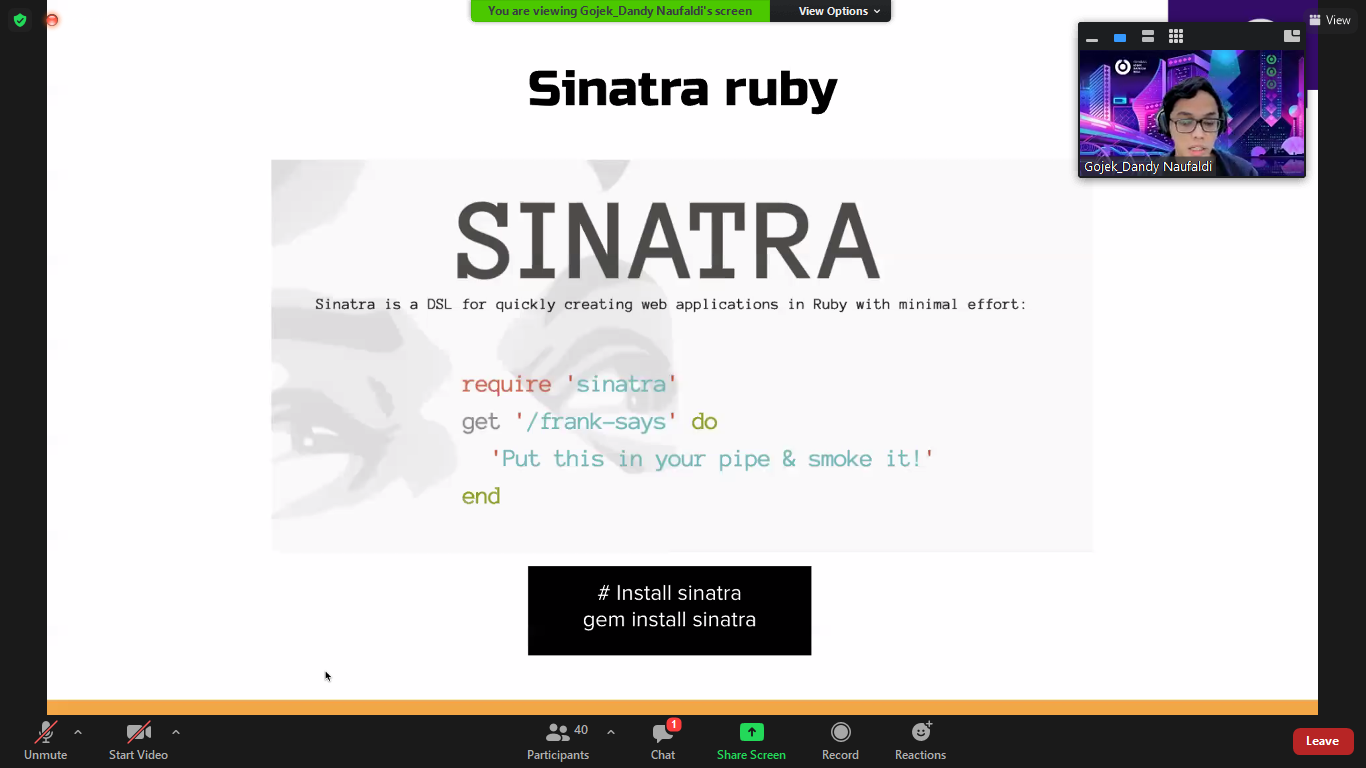 You are viewing Gojek_Dandy Naufaldi's screen
View Options
View
Sinatra ruby
Gojek_Dandy Naufaldi
SINATRA
Sinatra is a DSL for quickly creating web applications in Ruby with minimal effort:
require 'sinatra'
get '/frank-says' do
'Put this in your pipe & smoke it!'
end
# Install sinatra
gem install sinatra
Unmute
Start Video
40
Participants
1
Chat
Share Screen
Record
Reactions
Leave